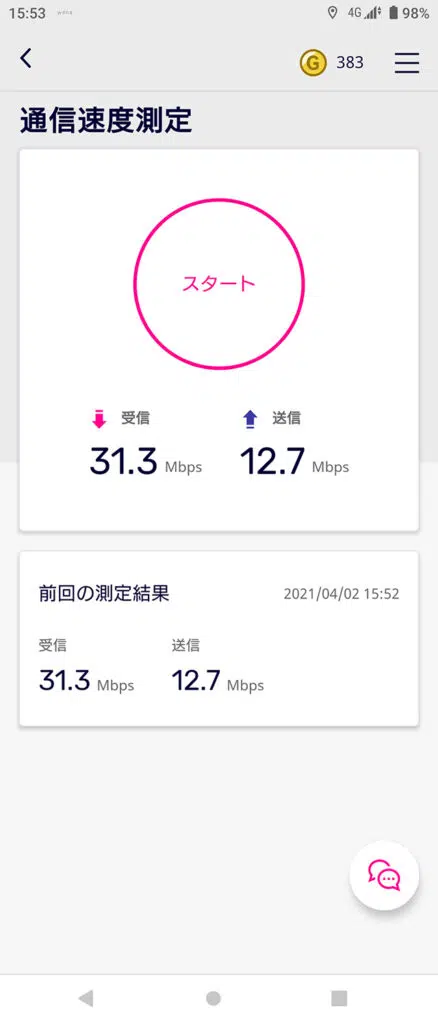 15:53 4G 98%
G 383
通信速度測定
スタート
受信 送信
31.3 Mbps 12.7 Mbps
前回の測定結果 2021/04/02 15:52
受信 送信
31.3 Mbps 12.7 Mbps